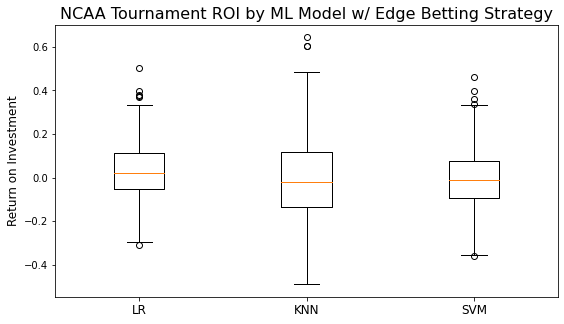 NCAA Tournament ROI by ML Model w/ Edge Betting Strategy
Return on Investment
0.6
0.4
0.2
0.0
−0.2
−0.4
LR
KNN
SVM